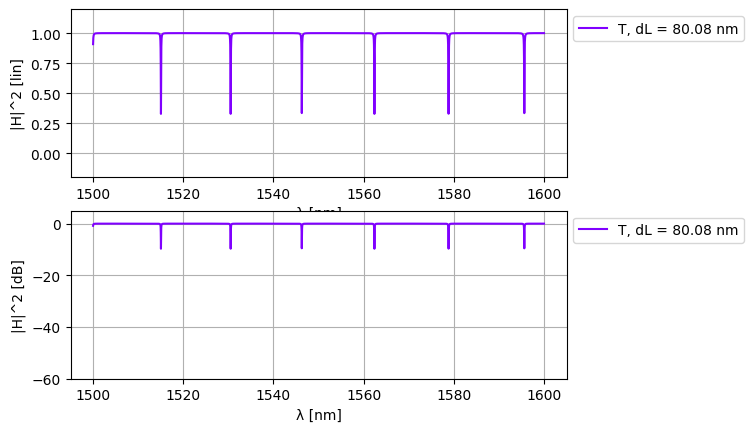 1.00
0.75
0.50
0.25
0.00
|H|^2 [lin]
1500 1520 1540 1560 1580 1600
λ [nm]
T, dL = 80.08 nm
0
−20
−40
−60
|H|^2 [dB]
1500 1520 1540 1560 1580 1600
λ [nm]
T, dL = 80.08 nm